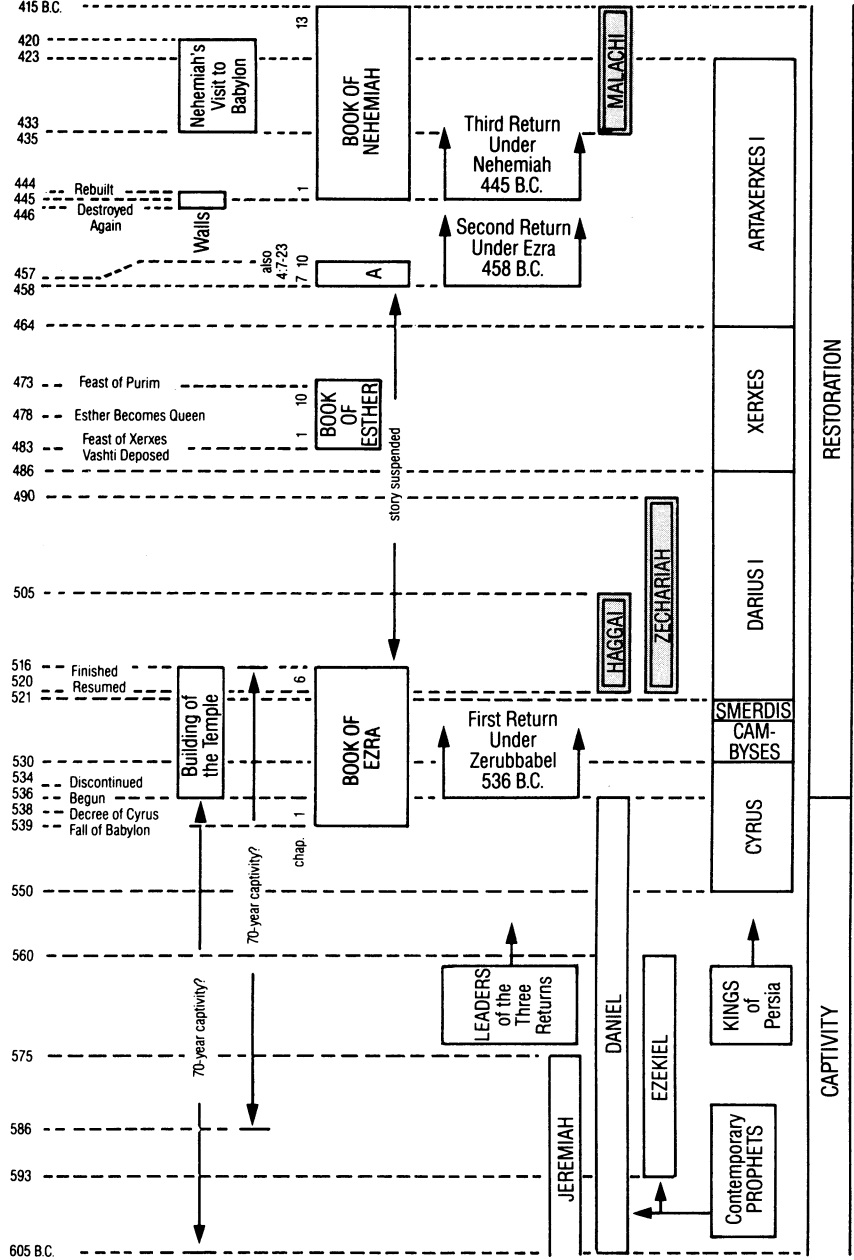 415 B.C.
420
423
433
435
444
445
446
457
458
464
473
478
483
486
490
505
516
520
521
530
534
536
538
539
550
560
575
586
593
605 B.C.
Rebuilt
Destroyed
Again
Feast of Purim
Esther Becomes Queen
Feast of Xerxes
Vashti Deposed
Finished
Resumed
Discontinued
Begun
Decree of Cyrus
Fall of Babylon
Nehemiah's
Visit to
Babylon
Walls
Building of
the Temple
70-year captivity?
70-year captivity?
13
1
also
4:7-23
10
7
10
1
6
1
chap.
BOOK OF
NEHEMIAH
A
BOOK
OF
ESTHER
story suspended
BOOK OF
EZRA
Third Return
Under
Nehemiah
445 B.C.
Second Return
Under Ezra
458 B.C.
First Return
Under
Zerubbabel
536 B.C.
LEADERS
of the
Three
Returns
MALACHI
HAGGAI
ZECHARIAH
DANIEL
EZEKIEL
JEREMIAH
ARTAXERXES I
XERXES
DARIUS I
SMERDIS
CAM-
BYSES
CYRUS
KINGS
of
Persia
Contemporary
PROPHETS
RESTORATION
CAPTIVITY